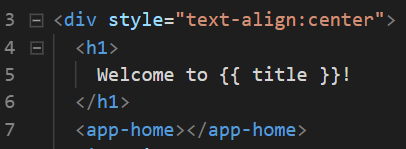 3 <div style="text-align:center">
4 <h1>
5 Welcome to {{ title }}!
6 </h1>
7 <app-home></app-home>